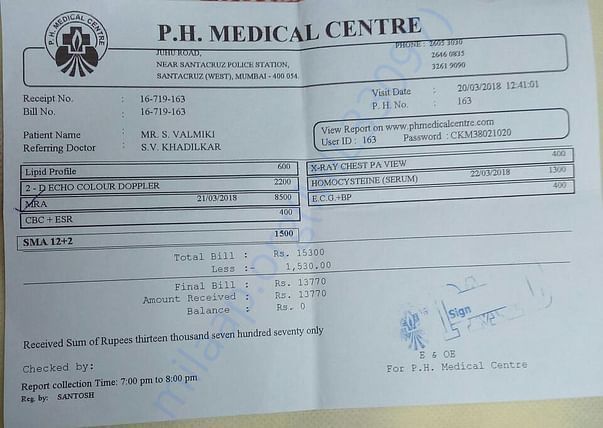 P.H. MEDICAL CENTRE
P.H. MEDICAL CENTRE
JUHU ROAD,
NEAR SANTACRUZ POLICE STATION,
SANTACRUZ (WEST), MUMBAI - 400 054
PHONE : 2605 3030
2646 0835
3261 9090
Receipt No. : 16-719-163
Bill No. : 16-719-163
Visit Date : 20/03/2018 12:41:01
P. H. No. : 163
Patient Name : MR. S. VALMIKI
Referring Doctor : S.V. KHADILKAR
View Report on www.phmedicalcentre.com
User ID : 163 Password : CKM38021020
Lipid Profile 600
2 - D ECHO COLOUR DOPPLER 2200
MRA 21/03/2018 8500
CBC + ESR 400
SMA 12+2 1500
X-RAY CHEST PA VIEW 400
HOMOCYSTEINE (SERUM) 22/03/2018 1300
E.C.G.+BP 400
Total Bill : Rs. 15300
Less :- 1,530.00
Final Bill : Rs. 13770
Amount Received : Rs. 13770
Balance : Rs. 0
Received Sum of Rupees thirteen thousand seven hundred seventy only
Sign
Checked by:
E & OE
For P.H. Medical Centre
Report collection Time: 7:00 pm to 8:00 pm
Reg. by: SANTOSH